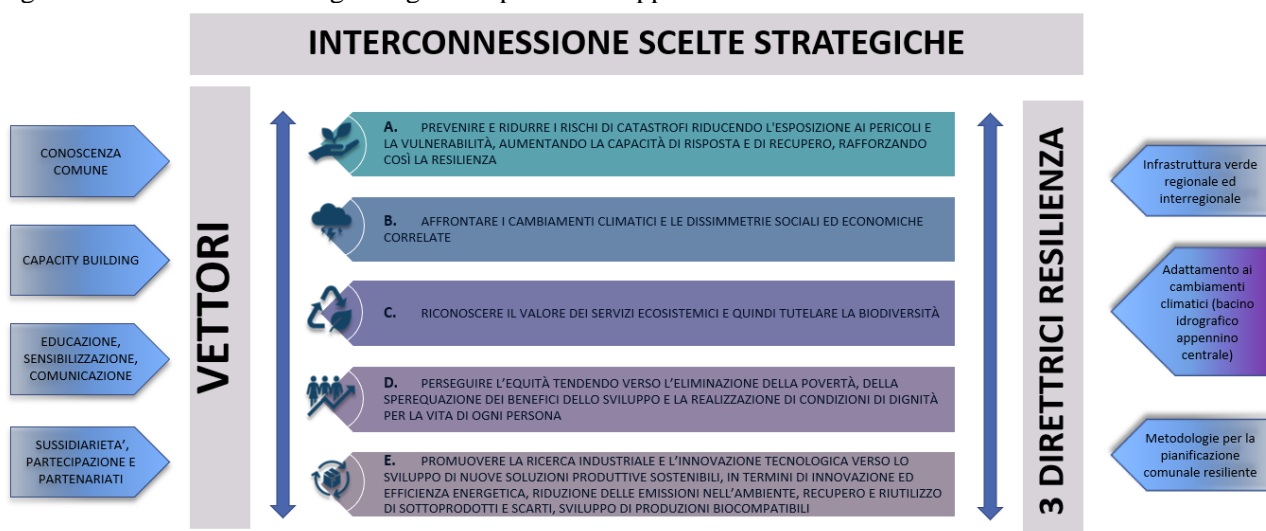 INTERCONNESSIONE SCELTE STRATEGICHE
CONOSCENZA
COMUNE
CAPACITY BUILDING
EDUCAZIONE,
SENSIBILIZZAZIONE,
COMUNICAZIONE
SUSSIDIARIETA',
PARTECIPAZIONE E
PARTENARIATI
VETTORI
A. PREVENIRE E RIDURRE I RISCHI DI CATASTROFI RIDUCENDO L'ESPOSIZIONE AI PERICOLI E
LA VULNERABILITÀ, AUMENTANDO LA CAPACITÀ DI RISPOSTA E DI RECUPERO, RAFFORZANDO
COSÌ LA RESILIENZA
B. AFFRONTARE I CAMBIAMENTI CLIMATICI E LE DISSIMMETRIE SOCIALI ED ECONOMICHE
CORRELATE
C. RICONOSCERE IL VALORE DEI SERVIZI ECOSISTEMICI E QUINDI TUTELARE LA BIODIVERSITÀ
D. PERSEGUIRE L'EQUITÀ TENDENDO VERSO L'ELIMINAZIONE DELLA POVERTÀ, DELLA
SPEREQUAZIONE DEI BENEFICI DELLO SVILUPPO E LA REALIZZAZIONE DI CONDIZIONI DI DIGNITÀ
PER LA VITA DI OGNI PERSONA
E. PROMUOVERE LA RICERCA INDUSTRIALE E L'INNOVAZIONE TECNOLOGICA VERSO LO
SVILUPPO DI NUOVE SOLUZIONI PRODUTTIVE SOSTENIBILI, IN TERMINI DI INNOVAZIONE ED
EFFICIENZA ENERGETICA, RIDUZIONE DELLE EMISSIONI NELL'AMBIENTE, RECUPERO E RIUTILIZZO
DI SOTTOPRODOTTI E SCARTI, SVILUPPO DI PRODUZIONI BIOCOMPATIBILI
3 DIRETTRICI RESILIENZA
Infrastruttura verde
regionale ed
interregionale
Adattamento ai
cambiamenti
climatici (bacino
idrografico
appennino
centrale)
Metodologie per la
pianificazione
comunale resiliente